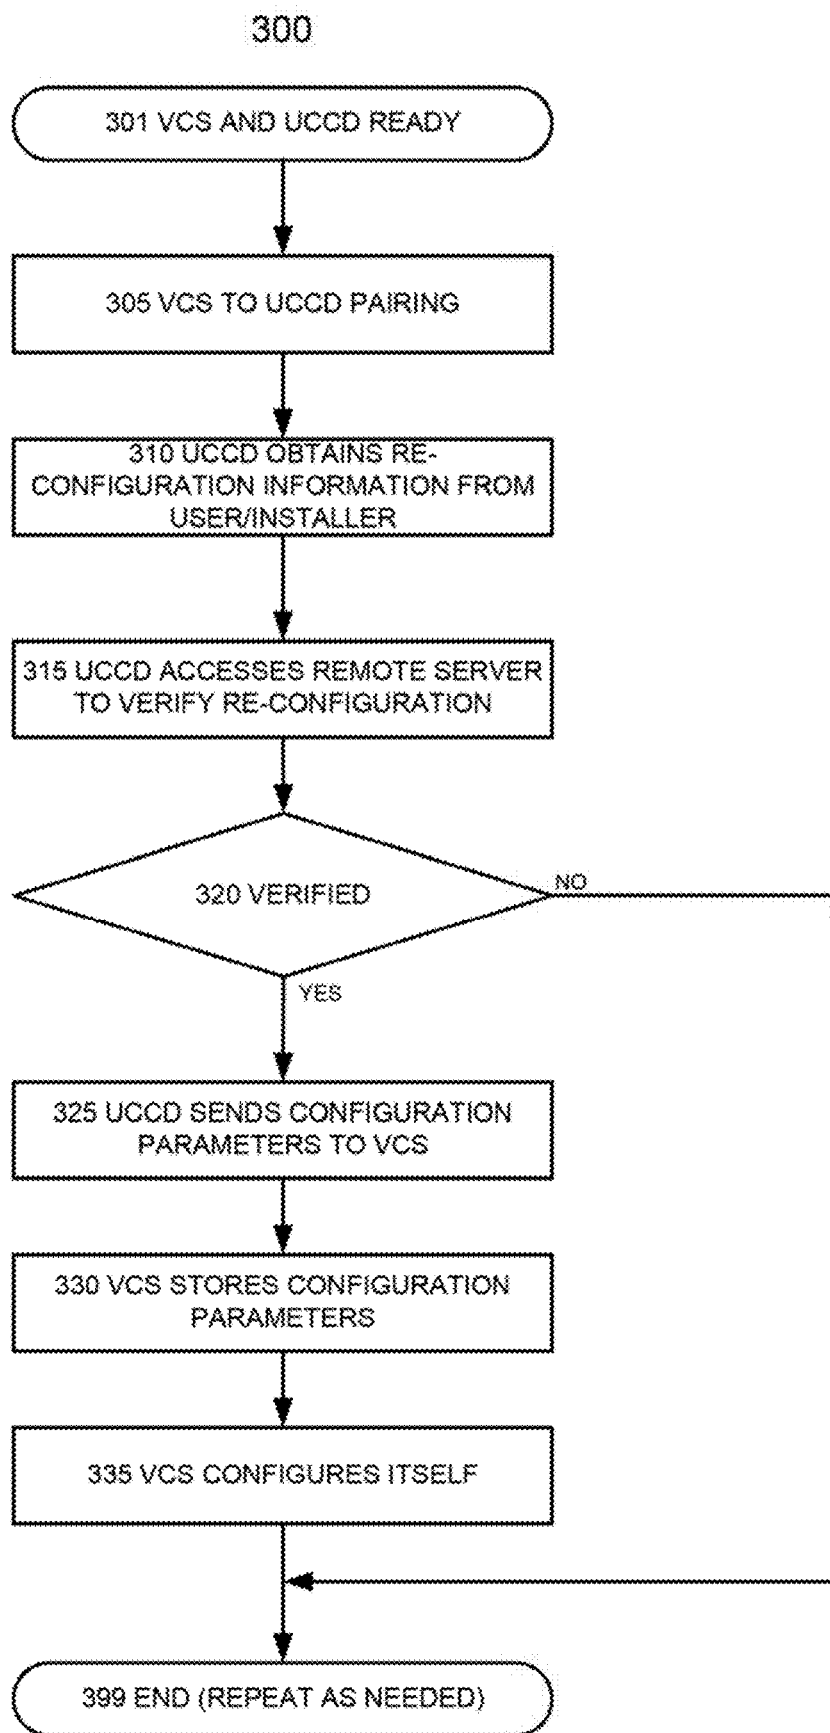 300
301 VCS AND UCCD READY
305 VCS TO UCCD PAIRING
310 UCCD OBTAINS RE-
CONFIGURATION INFORMATION FROM
USER/INSTALLER
315 UCCD ACCESSES REMOTE SERVER
TO VERIFY RE-CONFIGURATION
320 VERIFIED
NO
YES
325 UCCD SENDS CONFIGURATION
PARAMETERS TO VCS
330 VCS STORES CONFIGURATION
PARAMETERS
335 VCS CONFIGURES ITSELF
399 END (REPEAT AS NEEDED)